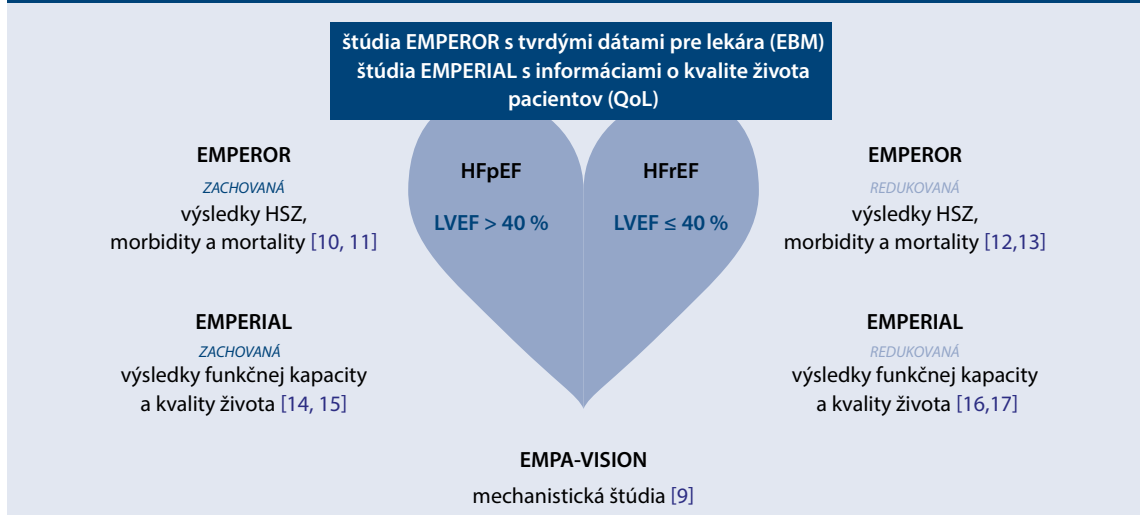 štúdia EMPEROR s tvrdými dátami pre lekára (EBM)
štúdia EMPERIAL s informáciami o kvalite života
pacientov (QoL)
EMPEROR
ZACHOVANÁ
výsledky HSZ,
morbidity a mortality [10, 11]
HFpEF
LVEF > 40 %
HFrEF
LVEF ≤ 40 %
EMPEROR
REDUKOVANÁ
výsledky HSZ,
morbidity a mortality [12,13]
EMPERIAL
ZACHOVANÁ
výsledky funkčnej kapacity
a kvality života [14, 15]
EMPERIAL
REDUKOVANÁ
výsledky funkčnej kapacity
a kvality života [16,17]
EMPA-VISION
mechanistická štúdia [9]